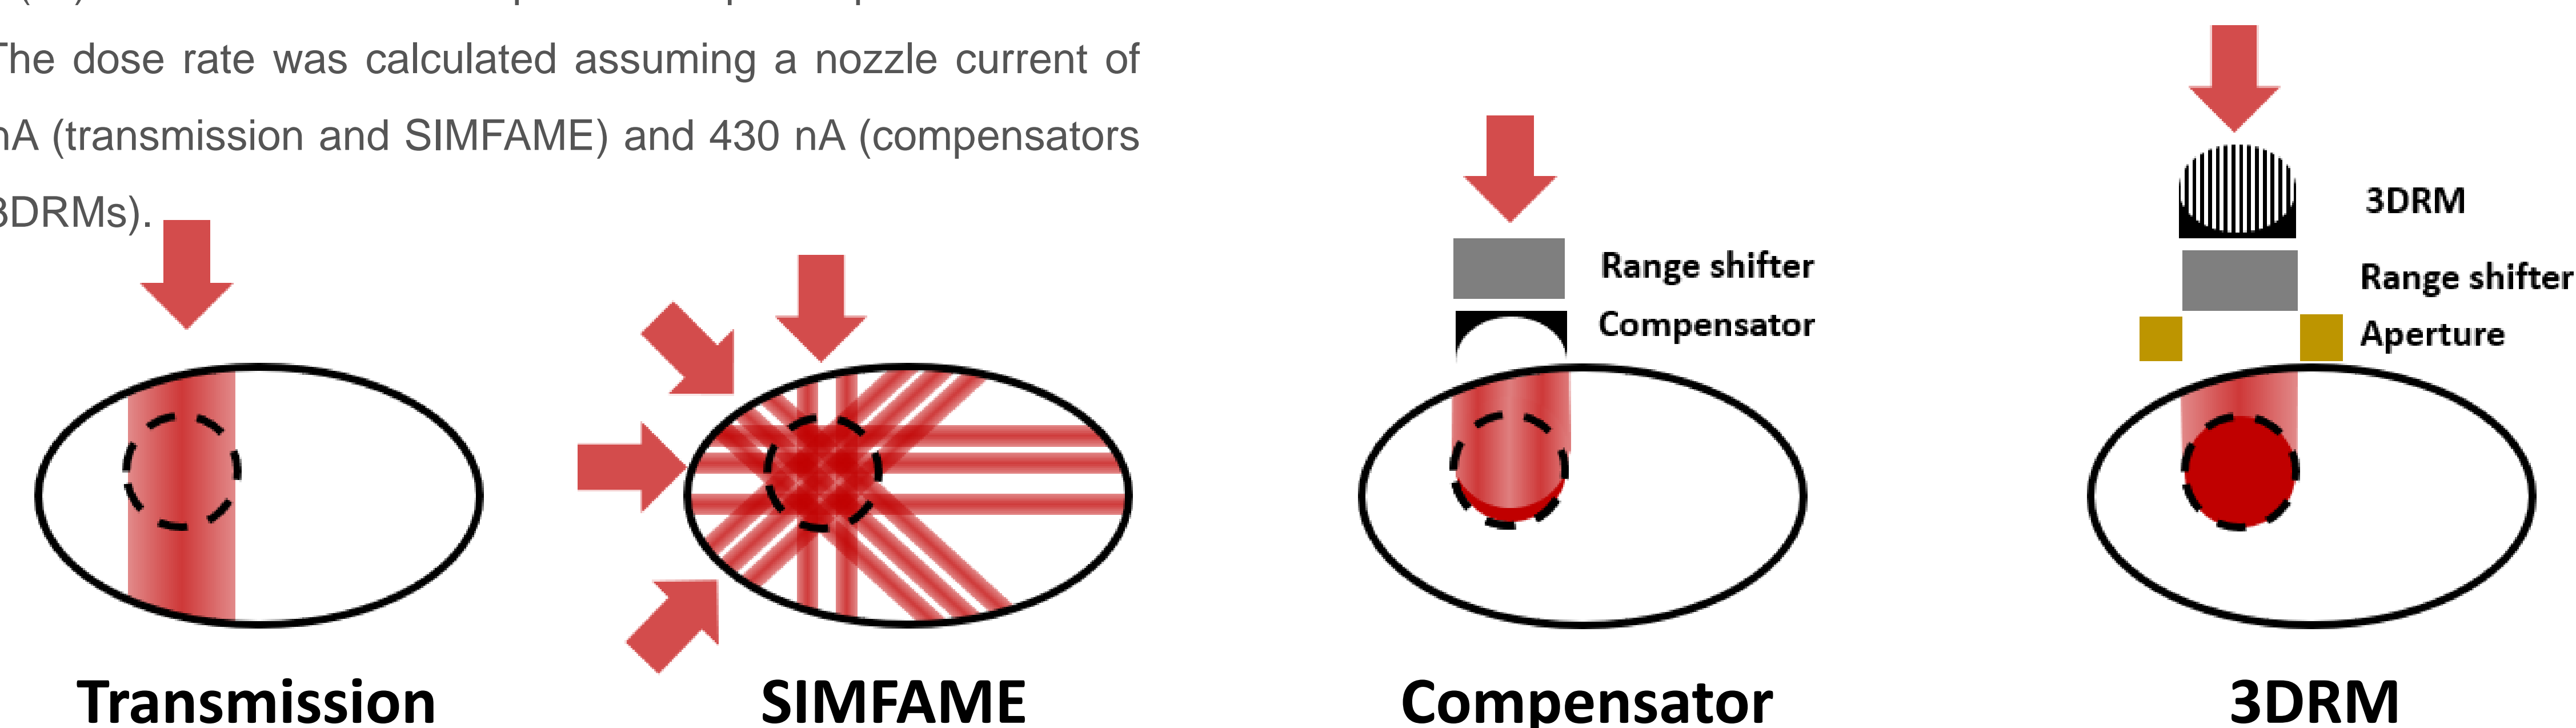 The dose rate was calculated assuming a nozzle current of
nA (transmission and SIMFAME) and 430 nA (compensators
3DRMs).
Range shifter
Compensator
3DRM
Range shifter
Aperture
Transmission
SIMFAME
Compensator
3DRM